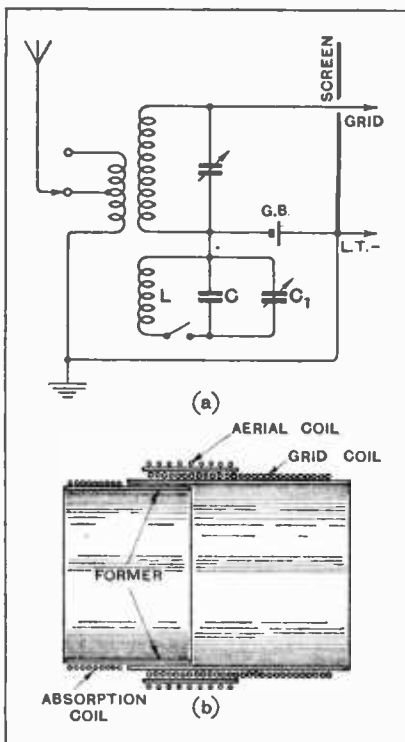 SCREEN
GRID
G.B.
L.T.-
L
C
C1
(a)
AERIAL COIL
GRID COIL
FORMER
ABSORPTION
COIL
(b)